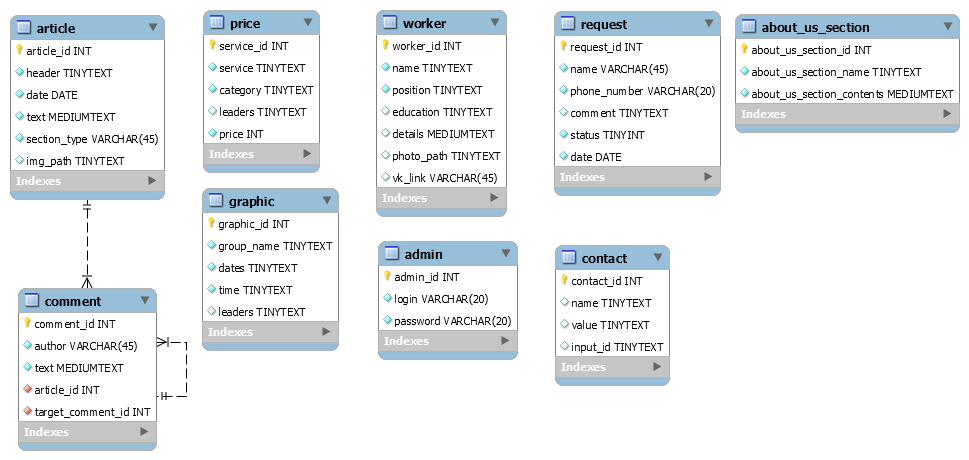 article
article_id INT
header TINYTEXT
date DATE
text MEDIUMTEXT
section_type VARCHAR(45)
img_path TINYTEXT
Indexes
price
service_id INT
service TINYTEXT
category TINYTEXT
leaders TINYTEXT
price INT
Indexes
worker
worker_id INT
name TINYTEXT
position TINYTEXT
education TINYTEXT
details MEDIUMTEXT
photo_path TINYTEXT
vk_link VARCHAR(45)
Indexes
request
request_id INT
name VARCHAR(45)
phone_number VARCHAR(20)
comment TINYTEXT
status TINYINT
date DATE
Indexes
about_us_section
about_us_section_id INT
about_us_section_name TINYTEXT
about_us_section_contents MEDIUMTEXT
Indexes
comment
comment_id INT
author VARCHAR(45)
text MEDIUMTEXT
article_id INT
target_comment_id INT
Indexes
graphic
graphic_id INT
group_name TINYTEXT
dates TINYTEXT
time TINYTEXT
leaders TINYTEXT
Indexes
admin
admin_id INT
login VARCHAR(20)
password VARCHAR(20)
Indexes
contact
contact_id INT
name TINYTEXT
value TINYTEXT
input_id TINYTEXT
Indexes